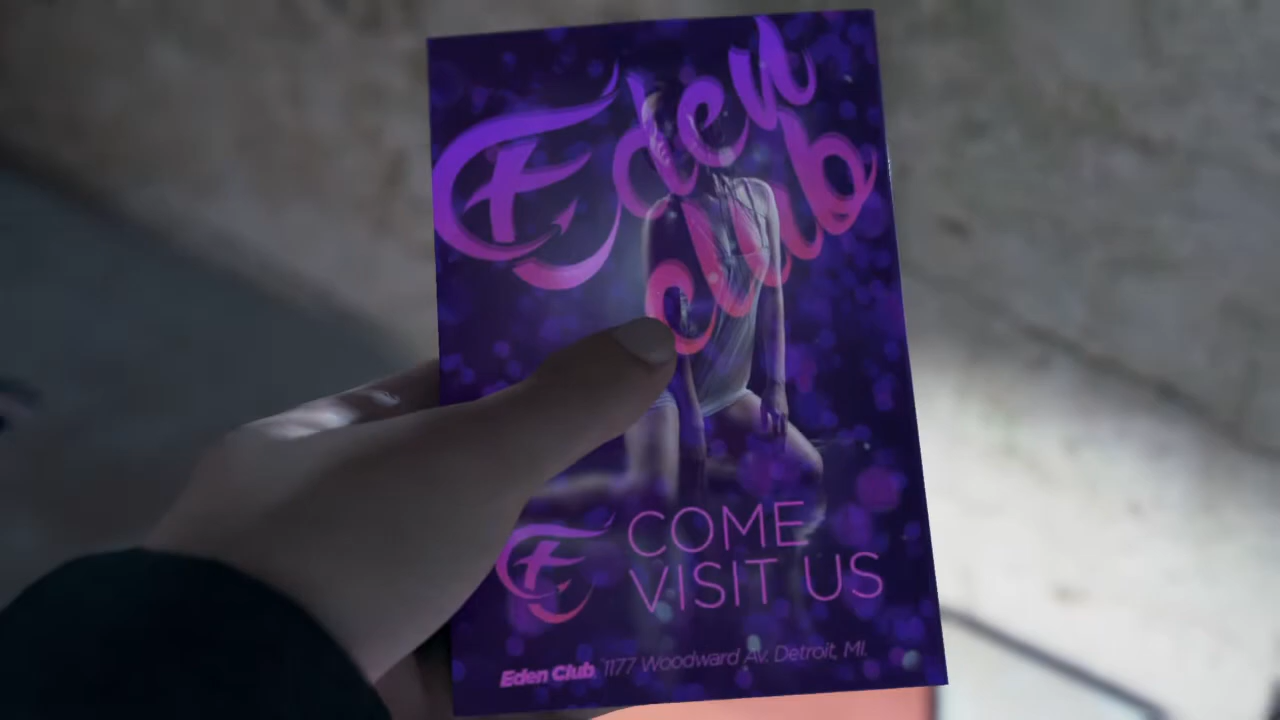 Eden
club
COME
VISIT US
Eden Club 1177 Woodward Av. Detroit, MI.